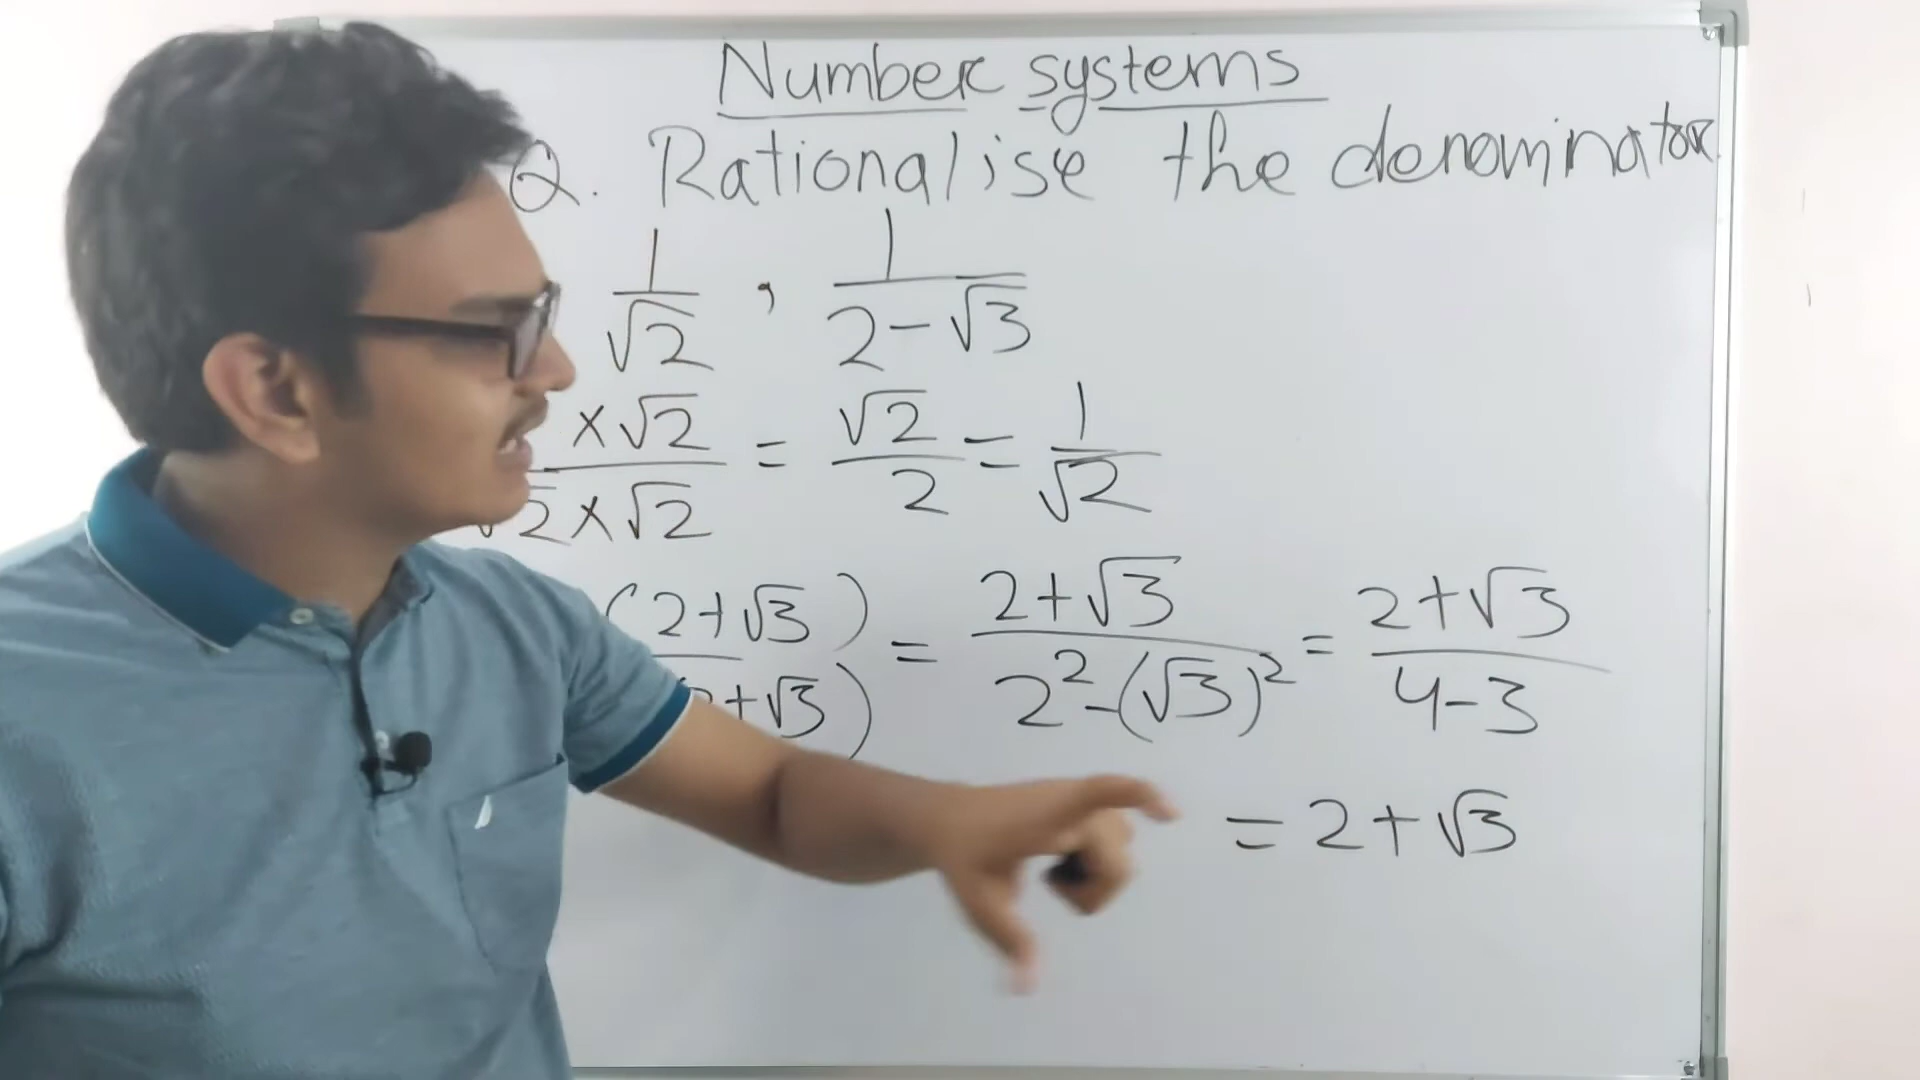 Number systems
Q. Rationalise the denominator
1/√2 , 1/(2-√3)
×√2/√2×√2 = √2/2 = 1/√2
(2+√3)/(2+√3) = 2+√3/2²-(√3)² = 2+√3/4-3
= 2+√3